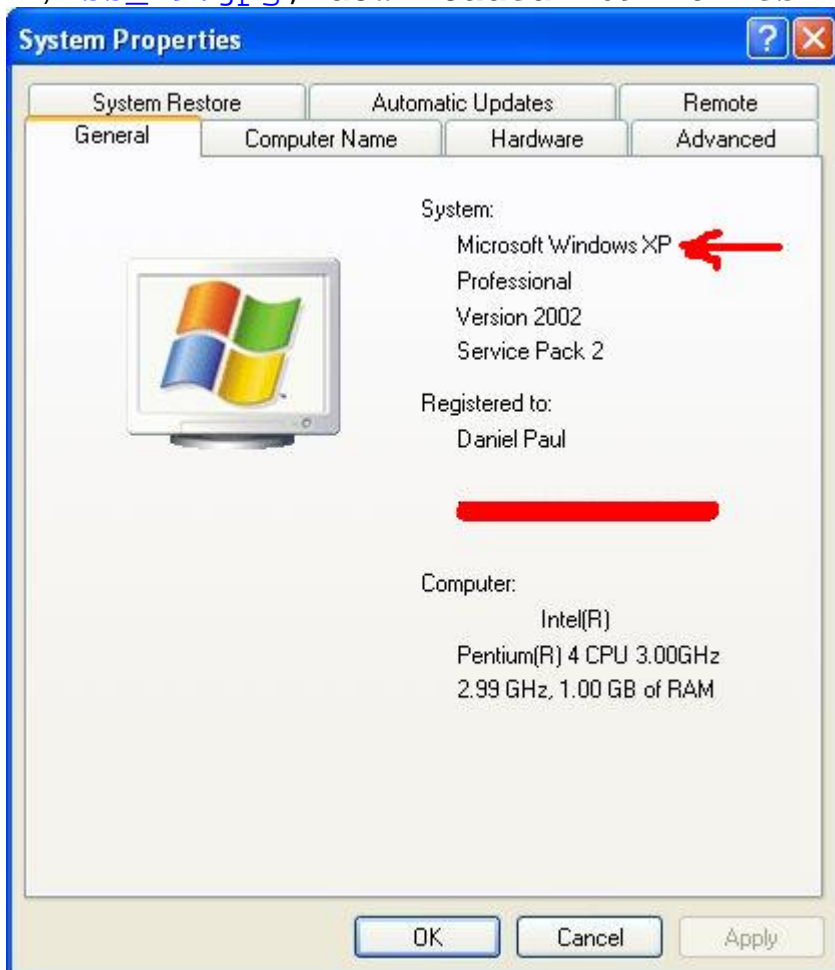 System Properties
System Restore Automatic Updates Remote
General Computer Name Hardware Advanced
System:
Microsoft Windows XP
Professional
Version 2002
Service Pack 2
Registered to:
Daniel Paul
Computer:
Intel(R)
Pentium(R) 4 CPU 3.00GHz
2.99 GHz, 1.00 GB of RAM
OK Cancel Apply